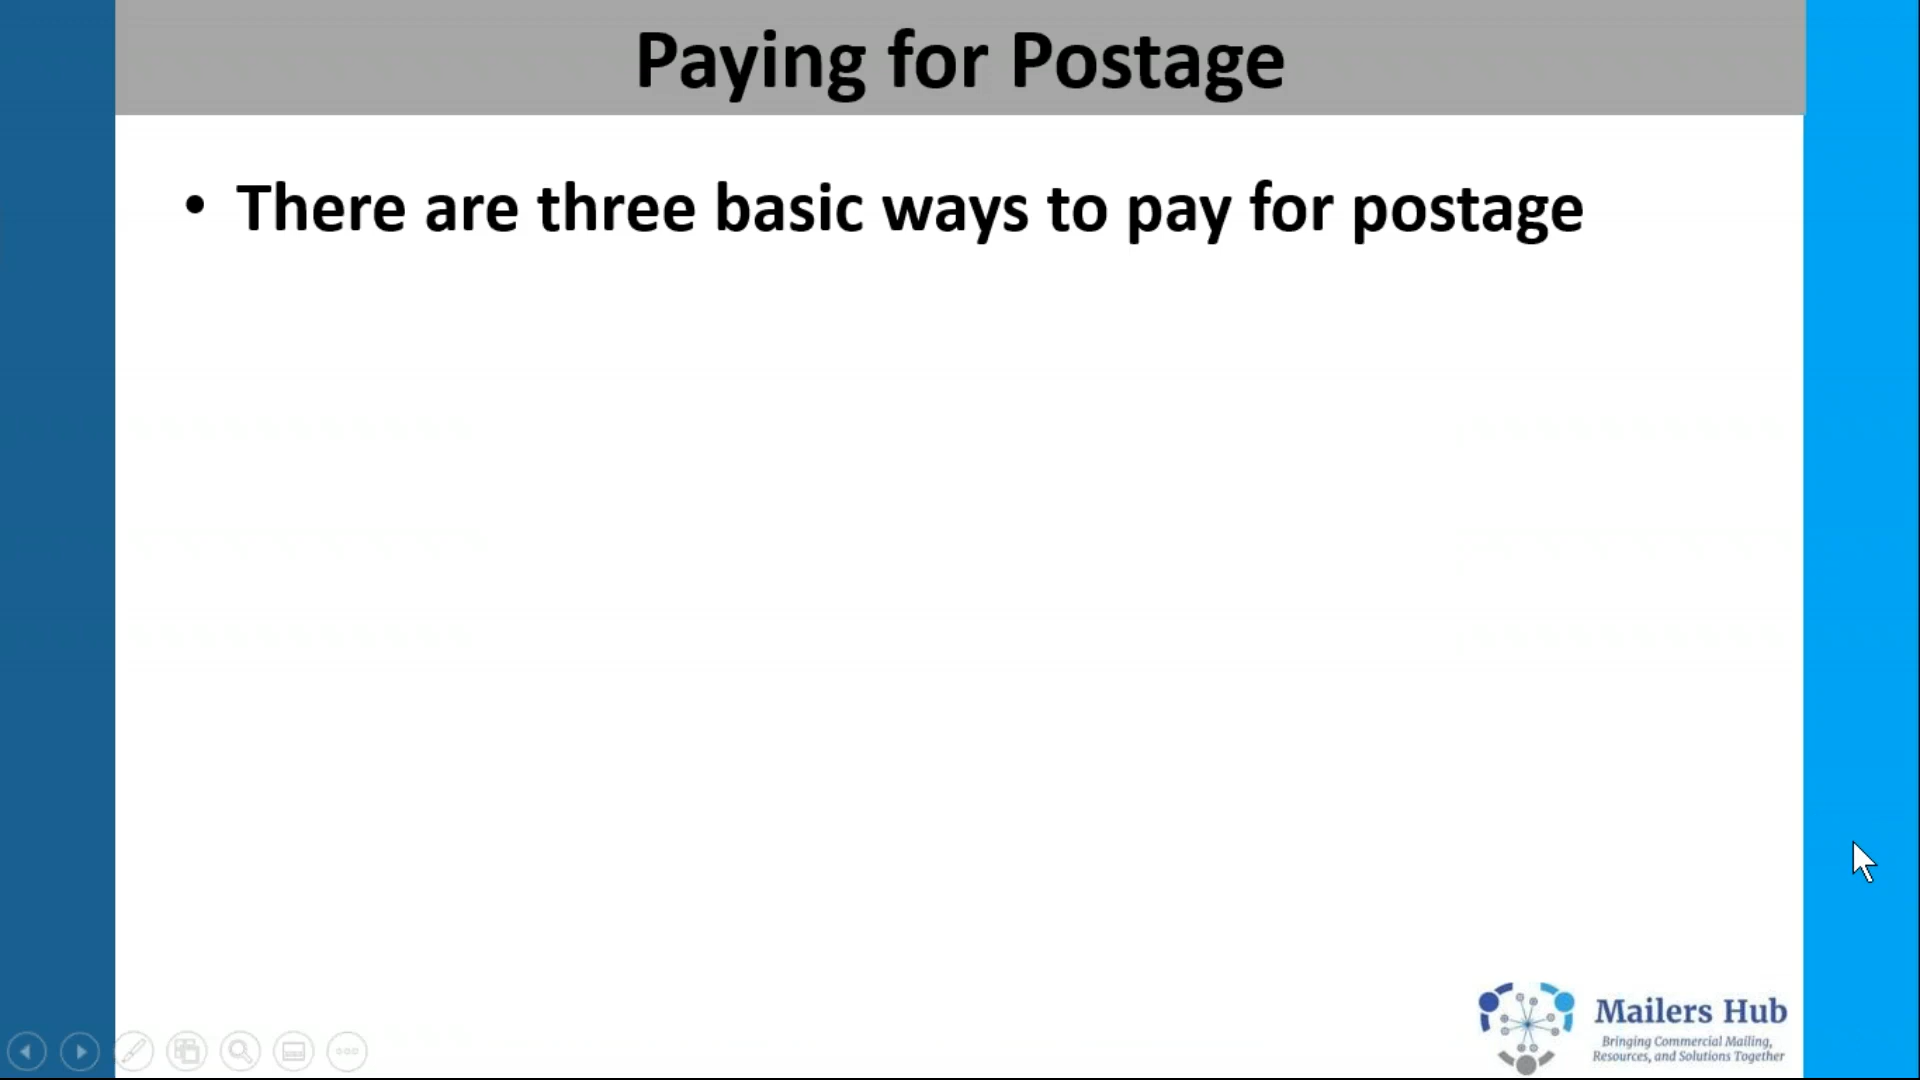 Paying for Postage
• There are three basic ways to pay for postage
Mailers Hub
Bringing Commercial Mailing,
Resources, and Solutions Together